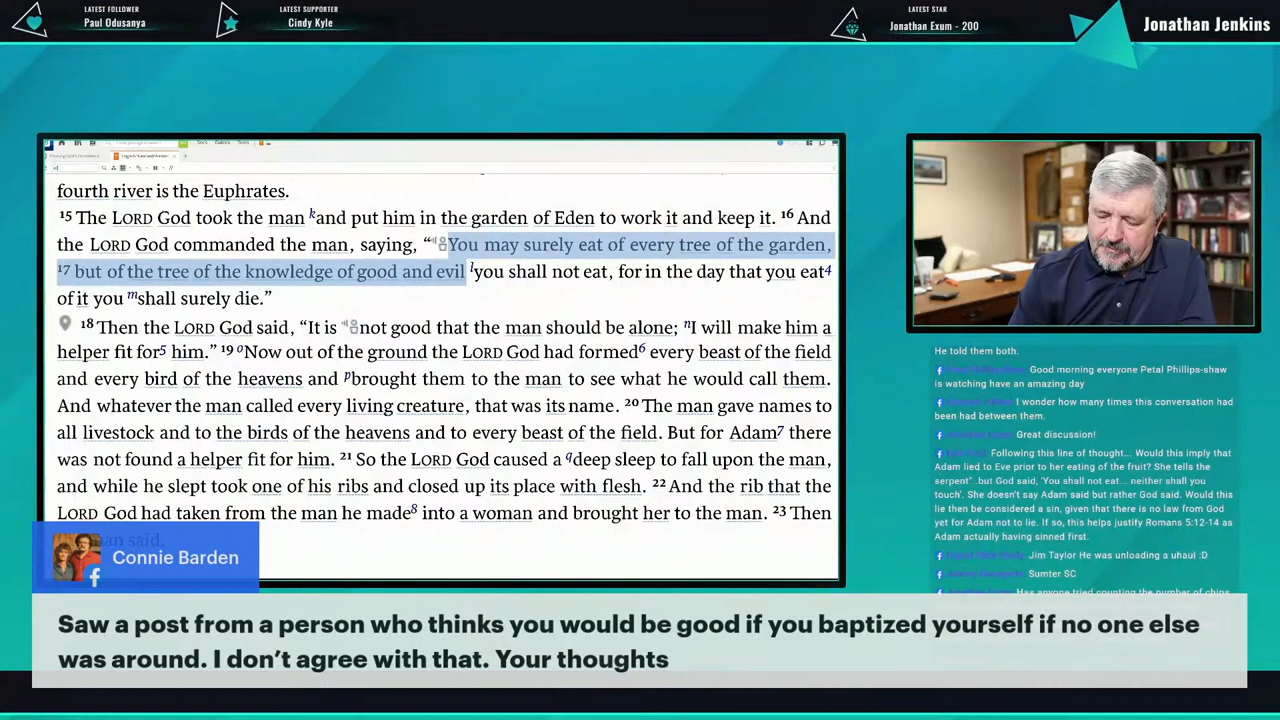 LATEST FOLLOWER
Paul Odusanya
LATEST SUPPORTER
Cindy Kyle
LATEST STAR
Jonathan Exum - 200
Jonathan Jenkins
fourth river is the Euphrates.
15 The LORD God took the man k and put him in the garden of Eden to work it and keep it. 16 And
the LORD God commanded the man, saying, “You may surely eat of every tree of the garden,
17 but of the tree of the knowledge of good and evil l you shall not eat, for in the day that you eat4
of it you m shall surely die.”
18 Then the LORD God said, “It is not good that the man should be alone; n I will make him a
helper fit for5 him.” 19 o Now out of the ground the LORD God had formed6 every beast of the field
and every bird of the heavens and p brought them to the man to see what he would call them.
And whatever the man called every living creature, that was its name. 20 The man gave names to
all livestock and to the birds of the heavens and to every beast of the field. But for Adam7 there
was not found a helper fit for him. 21 So the LORD God caused a q deep sleep to fall upon the man,
and while he slept took one of his ribs and closed up its place with flesh. 22 And the rib that the
LORD God had taken from the man he made8 into a woman and brought her to the man. 23 Then
man said,
He told them both.
Good morning everyone Petal Phillips-shaw
is watching have an amazing day
I wonder how many times this conversation had
been had between them.
Great discussion!
Following this line of thought... Would this imply that
Adam lied to Eve prior to her eating of the fruit? She tells the
serpent" ..but God said, 'You shall not eat... neither shall you
touch'. She doesn't say Adam said but rather God said. Would this
lie then be considered a sin, given that there is no law from God
yet for Adam not to lie. If so, this helps justify Romans 5:12-14 as
Adam actually having sinned first.
Jim Taylor He was unloading a uhaul :D
Sumter SC
Has anyone tried counting the number of chips
Connie Barden
Saw a post from a person who thinks you would be good if you baptized yourself if no one else
was around. I don’t agree with that. Your thoughts